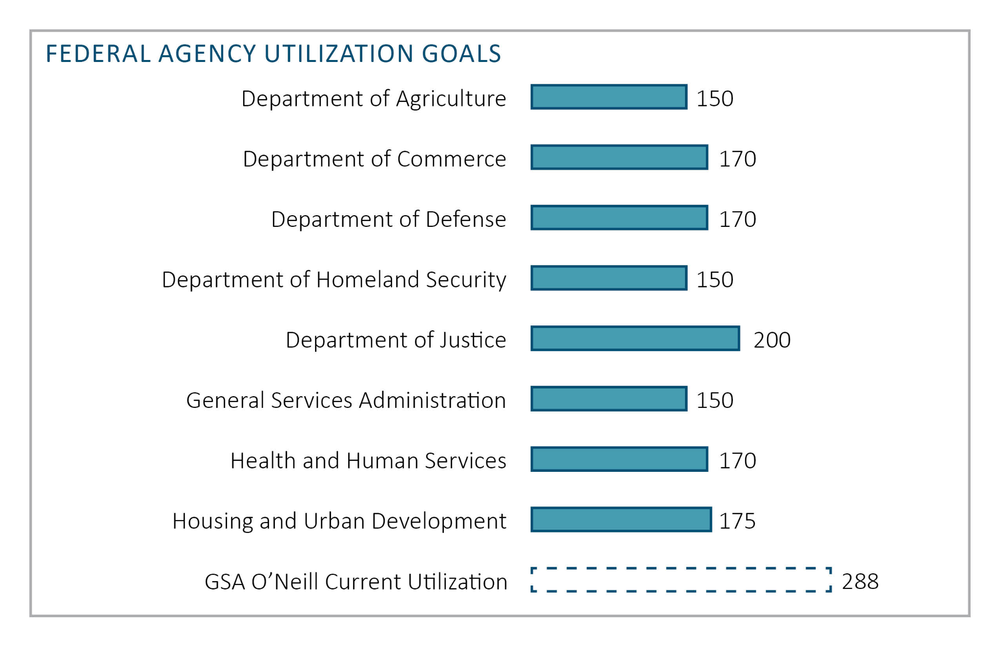 FEDERAL AGENCY UTILIZATION GOALS
Department of Agriculture 150
Department of Commerce 170
Department of Defense 170
Department of Homeland Security 150
Department of Justice 200
General Services Administration 150
Health and Human Services 170
Housing and Urban Development 175
GSA O’Neill Current Utilization 288